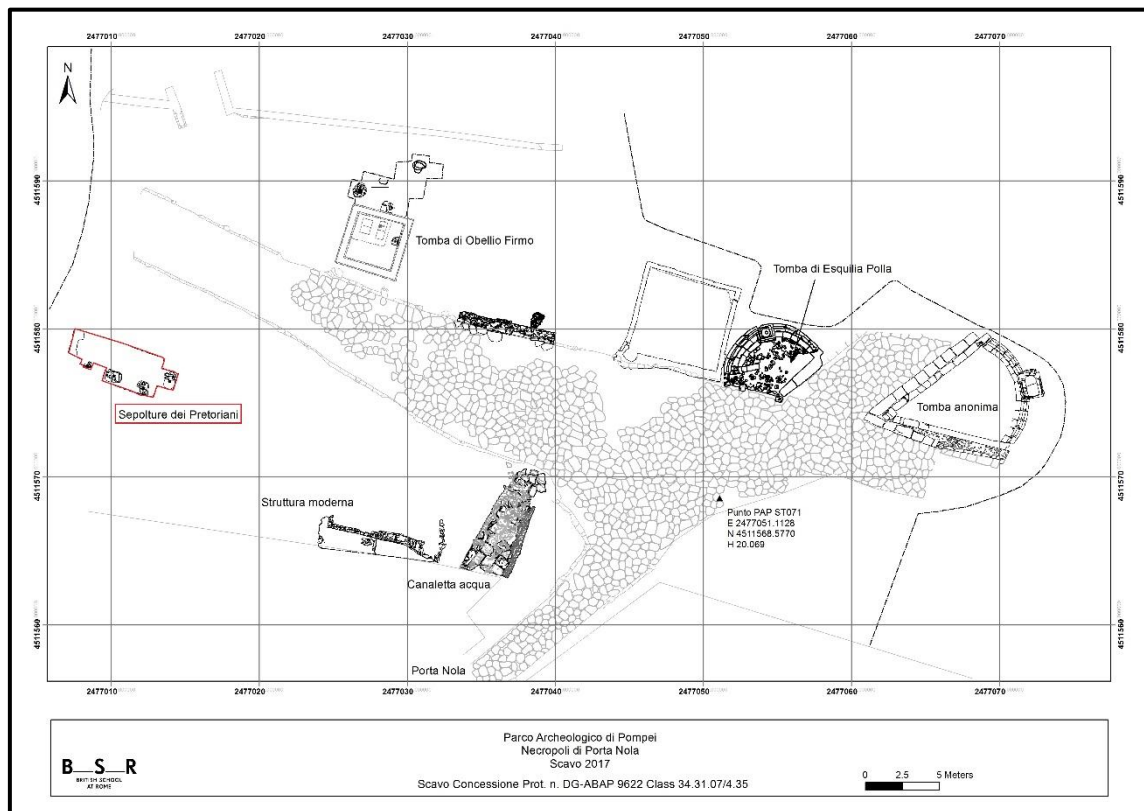 2477010 2477020 2477030 2477040 2477050 2477060 2477070
N
4511590 4511590
Tomba di Obellio Firmo
Tomba di Esquilia Polla
4511580 4511580
Sepolture dei Pretoriani
Tomba anonima
4511570 4511570
Struttura moderna
Punto PAP ST071
E 2477051.1128
N 4511568.5770
H 20.069
Canaletta acqua
4511560 4511560
Porta Nola
2477010 2477020 2477030 2477040 2477050 2477060 2477070
Parco Archeologico di Pompei
Necropoli di Porta Nola
Scavo 2017
Scavo Concessione Prot. n. DG-ABAP 9622 Class 34.31.07/4.35
B__S__R
BRITISH SCHOOL
AT ROME
0 2.5 5 Meters